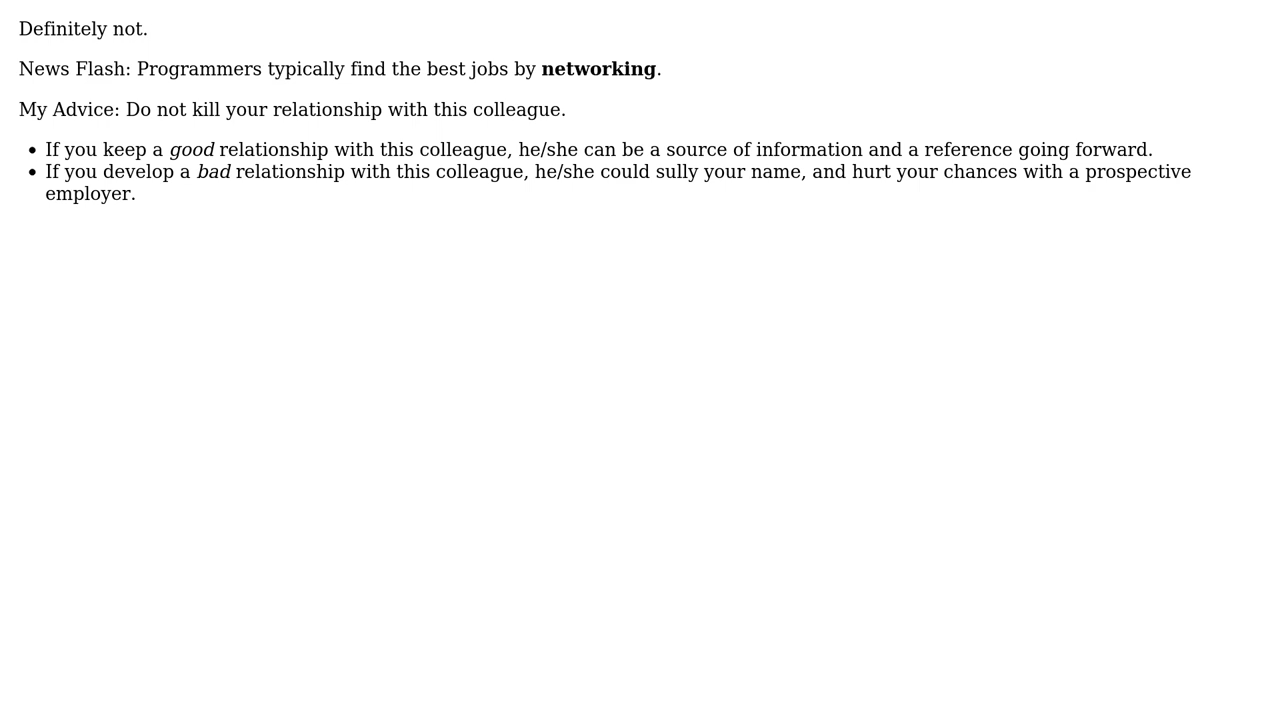 Definitely not.
News Flash: Programmers typically find the best jobs by networking.
My Advice: Do not kill your relationship with this colleague.
• If you keep a good relationship with this colleague, he/she can be a source of information and a reference going forward.
• If you develop a bad relationship with this colleague, he/she could sully your name, and hurt your chances with a prospective
employer.